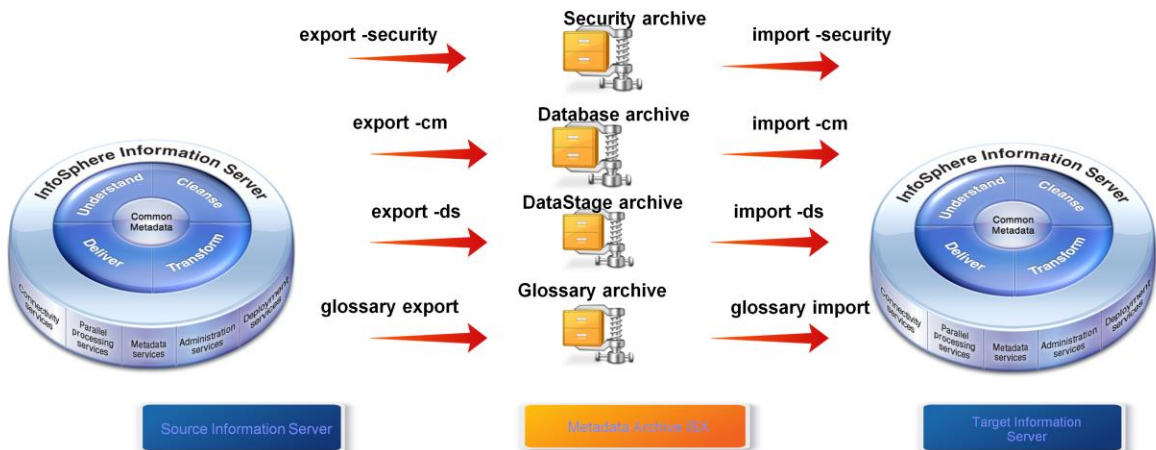 Security archive
export -security
import -security
Database archive
export -cm
import -cm
InfoSphere Information Server
Understand
Cleanse
Common
Metadata
Deliver
Transform
Connectivity
services
Parallel
processing
services
Metadata
services
Administration
services
Deployment
services
DataStage archive
export -ds
import -ds
Glossary archive
glossary export
glossary import
InfoSphere Information Server
Understand
Cleanse
Common
Metadata
Deliver
Transform
Connectivity
services
Parallel
processing
services
Metadata
services
Administration
services
Deployment
services
Source Information Server
Metadata Archive ISX
Target Information
Server